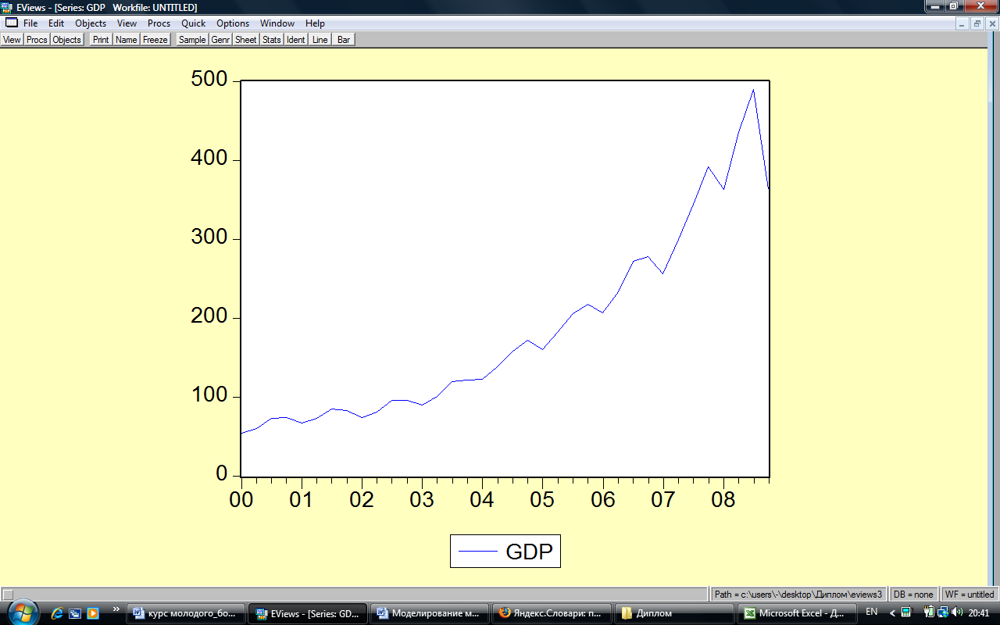 EViews - [Series: GDP   Workfile: UNTITLED]
File Edit Objects View Procs Quick Options Window Help
View Procs Objects Print Name Freeze Sample Genr Sheet Stats Ident Line Bar
500
400
300
200
100
0
00 01 02 03 04 05 06 07 08
GDP
Path = c:\users\-\desktop\Диплом\eviews3 DB = none WF = untitled
» курс молодого_бо... EViews - [Series: GD... Моделирование м... Яндекс.Словари: п... Диплом Microsoft Excel - Д... EN 20:41